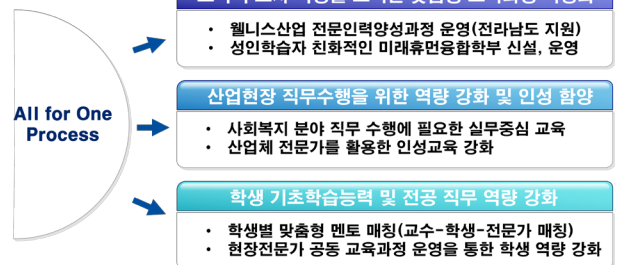 웰니스산업 전문인력양성과정 운영(전라남도 지원)
성인학습자 친화적인 미래휴먼융합학부 신설, 운영
All for One
Process
산업현장 직무수행을 위한 역량 강화 및 인성 함양
사회복지 분야 직무 수행에 필요한 실무중심 교육
산업체 전문가를 활용한 인성교육 강화
학생 기초학습능력 및 전공 직무 역량 강화
학생별 맞춤형 멘토 매칭(교수-학생-전문가 매칭)
현장전문가 공동 교육과정 운영을 통한 학생 역량 강화